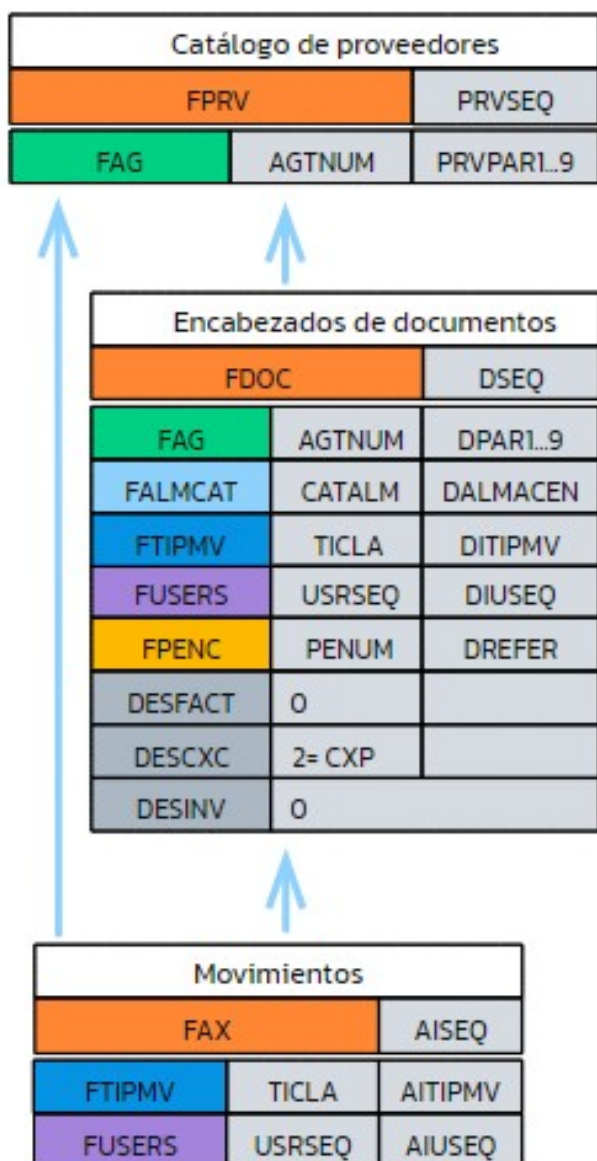 Catálogo de proveedores
FPRV PRVSEQ
FAG AGTNUM PRVPAR1...9
Encabezados de documentos
FDOC DSEQ
FAG AGTNUM DPAR1...9
FALMCAT CATALM DALMACEN
FTIPMV TICLA DITIPMV
FUSERS USRSEQ DIUSEQ
FPENC PENUM DREFER
DESFACT 0
DESCXC 2= CXP
DESINV 0
Movimientos
FAX AISEQ
FTIPMV TICLA AITIPMV
FUSERS USRSEQ AIUSEQ